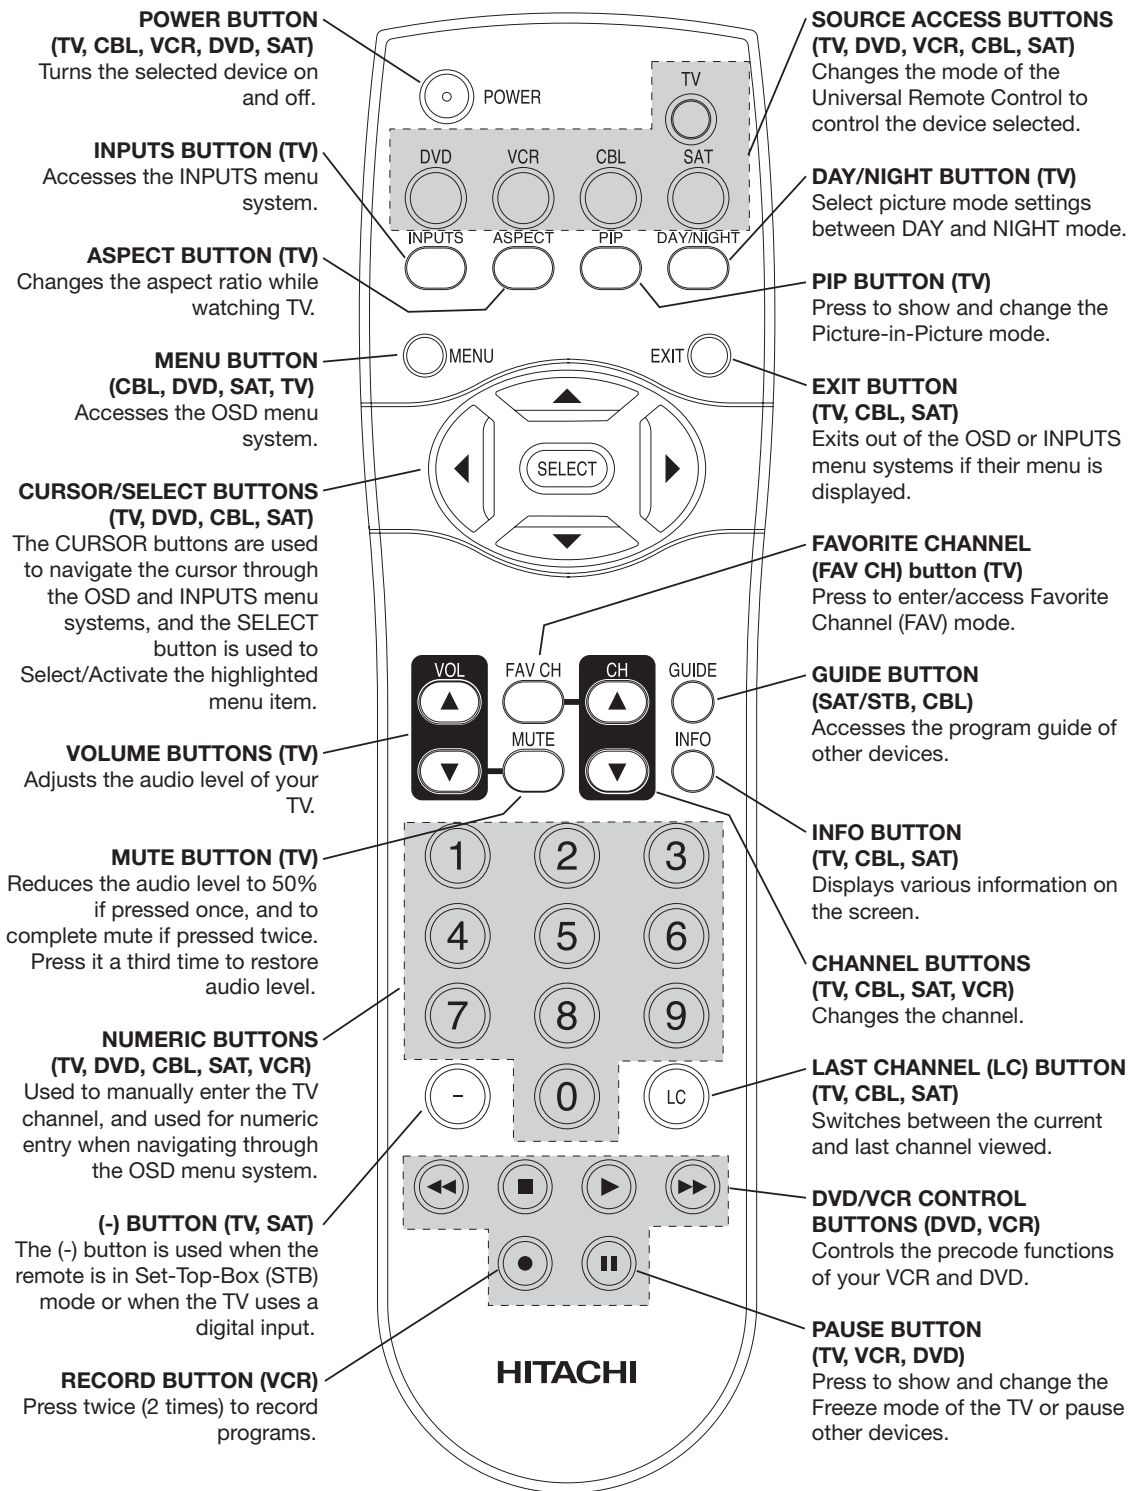 POWER BUTTON
(TV, CBL, VCR, DVD, SAT)
Turns the selected device on
and off.
INPUTS BUTTON (TV)
Accesses the INPUTS menu
system.
ASPECT BUTTON (TV)
Changes the aspect ratio while
watching TV.
MENU BUTTON
(CBL, DVD, SAT, TV)
Accesses the OSD menu
system.
CURSOR/SELECT BUTTONS
(TV, DVD, CBL, SAT)
The CURSOR buttons are used
to navigate the cursor through
the OSD and INPUTS menu
systems, and the SELECT
button is used to
Select/Activate the highlighted
menu item.
VOLUME BUTTONS (TV)
Adjusts the audio level of your
TV.
MUTE BUTTON (TV)
Reduces the audio level to 50%
if pressed once, and to
complete mute if pressed twice.
Press it a third time to restore
audio level.
NUMERIC BUTTONS
(TV, DVD, CBL, SAT, VCR)
Used to manually enter the TV
channel, and used for numeric
entry when navigating through
the OSD menu system.
(-) BUTTON (TV, SAT)
The (-) button is used when the
remote is in Set-Top-Box (STB)
mode or when the TV uses a
digital input.
RECORD BUTTON (VCR)
Press twice (2 times) to record
programs.
POWER
TV
DVD VCR CBL SAT
INPUTS ASPECT PIP DAY/NIGHT
MENU EXIT
SELECT
VOL FAV CH CH GUIDE
MUTE INFO
1 2 3
4 5 6
7 8 9
- 0 LC
HITACHI
SOURCE ACCESS BUTTONS
(TV, DVD, VCR, CBL, SAT)
Changes the mode of the
Universal Remote Control to
control the device selected.
DAY/NIGHT BUTTON (TV)
Select picture mode settings
between DAY and NIGHT mode.
PIP BUTTON (TV)
Press to show and change the
Picture-in-Picture mode.
EXIT BUTTON
(TV, CBL, SAT)
Exits out of the OSD or INPUTS
menu systems if their menu is
displayed.
FAVORITE CHANNEL
(FAV CH) button (TV)
Press to enter/access Favorite
Channel (FAV) mode.
GUIDE BUTTON
(SAT/STB, CBL)
Accesses the program guide of
other devices.
INFO BUTTON
(TV, CBL, SAT)
Displays various information on
the screen.
CHANNEL BUTTONS
(TV, CBL, SAT, VCR)
Changes the channel.
LAST CHANNEL (LC) BUTTON
(TV, CBL, SAT)
Switches between the current
and last channel viewed.
DVD/VCR CONTROL
BUTTONS (DVD, VCR)
Controls the precode functions
of your VCR and DVD.
PAUSE BUTTON
(TV, VCR, DVD)
Press to show and change the
Freeze mode of the TV or pause
other devices.